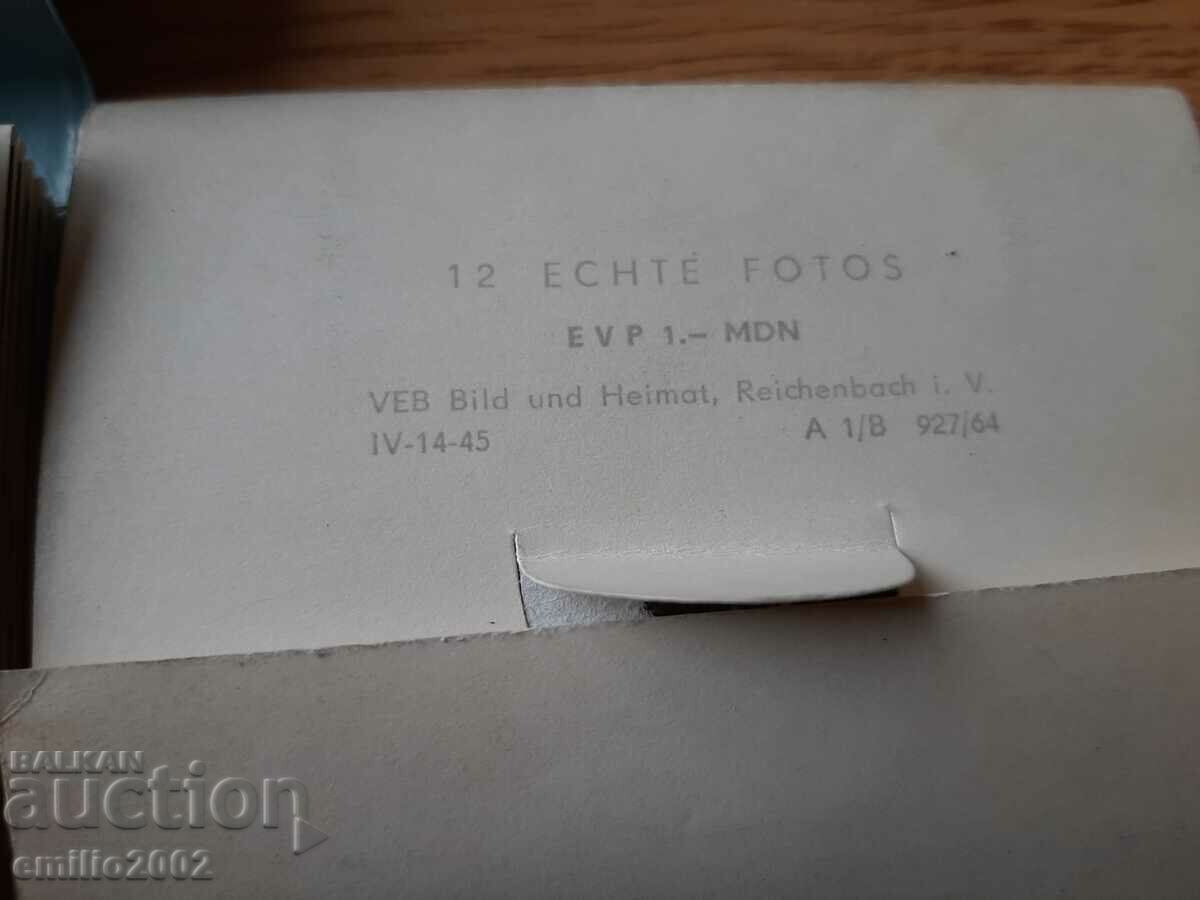 12 ECHTE FOTOS
EVP 1.– MDN
VEB Bild und Heimat, Reichenbach i. V.
IV-14-45 A 1/B 927/64
BALKAN
auction
emilio2002